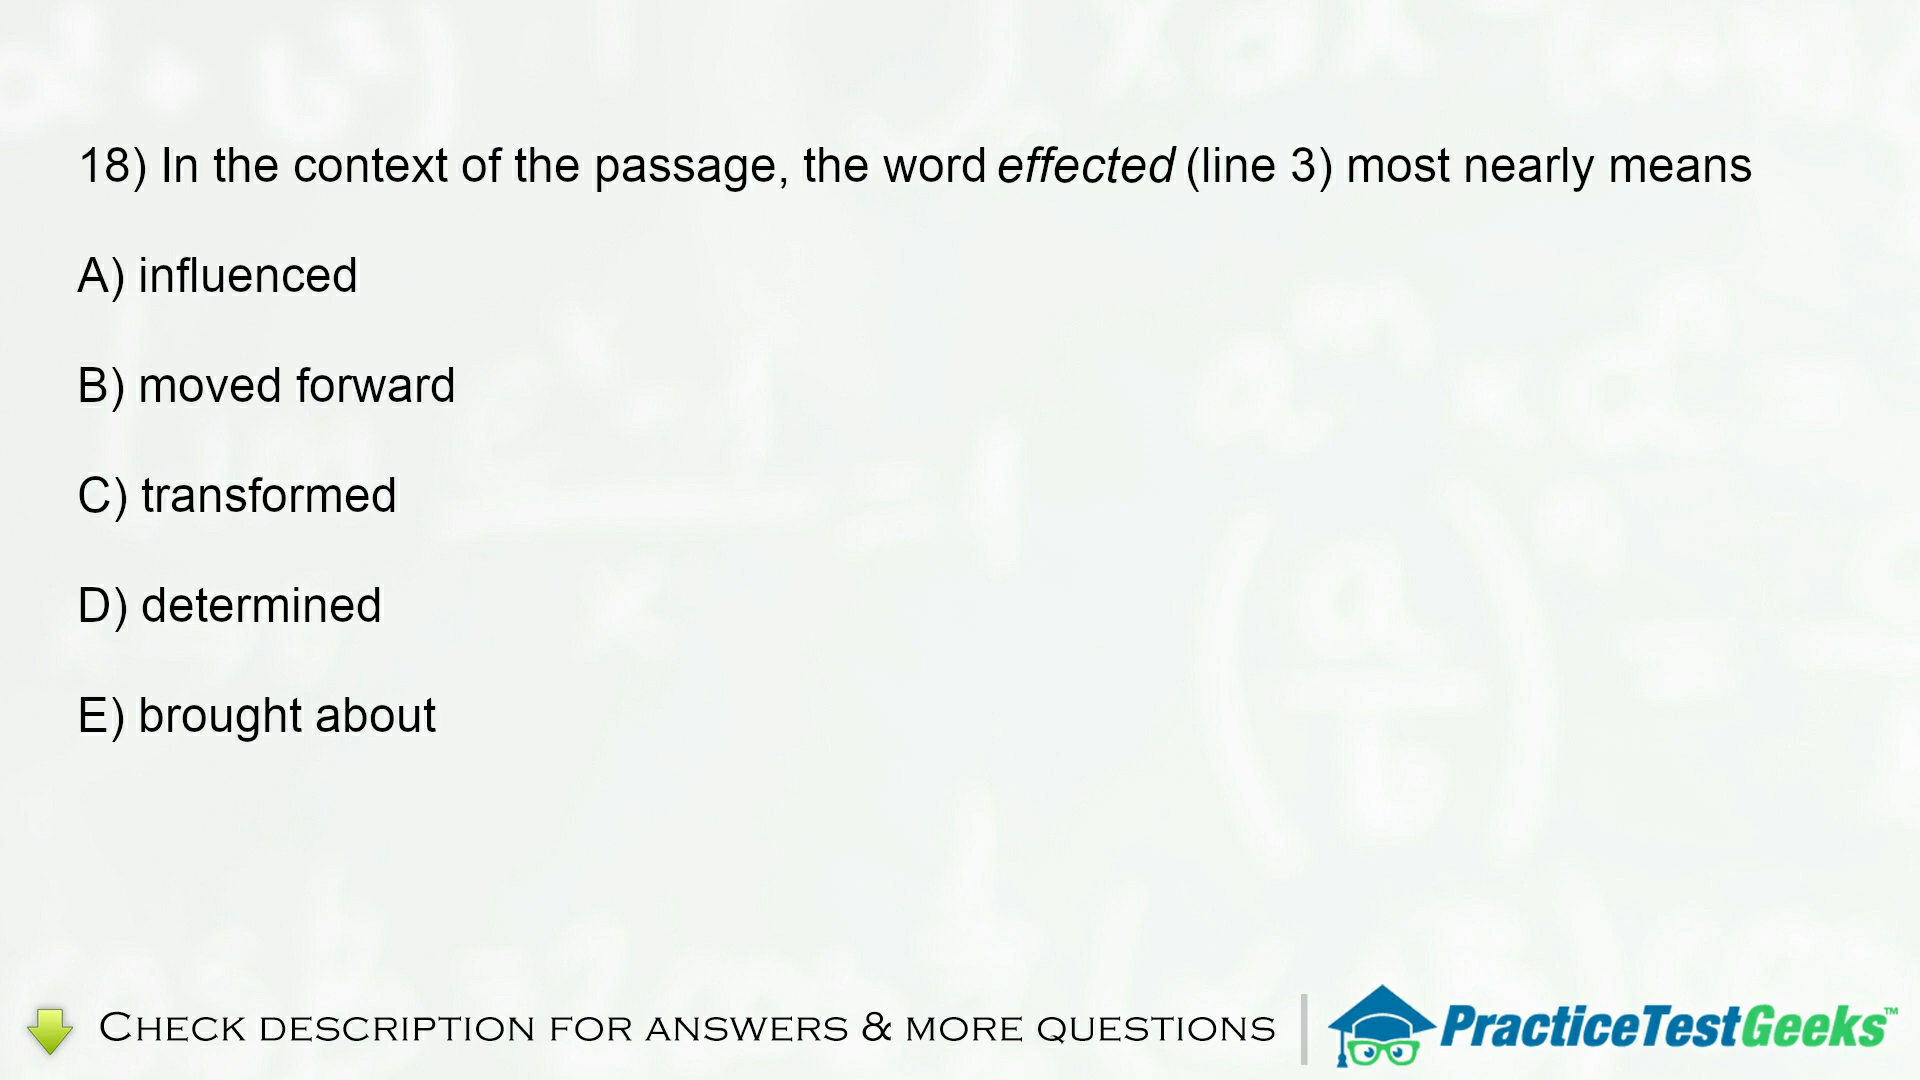 18) In the context of the passage, the word effected (line 3) most nearly means
A) influenced
B) moved forward
C) transformed
D) determined
E) brought about
CHECK DESCRIPTION FOR ANSWERS & MORE QUESTIONS
PracticeTestGeeks™